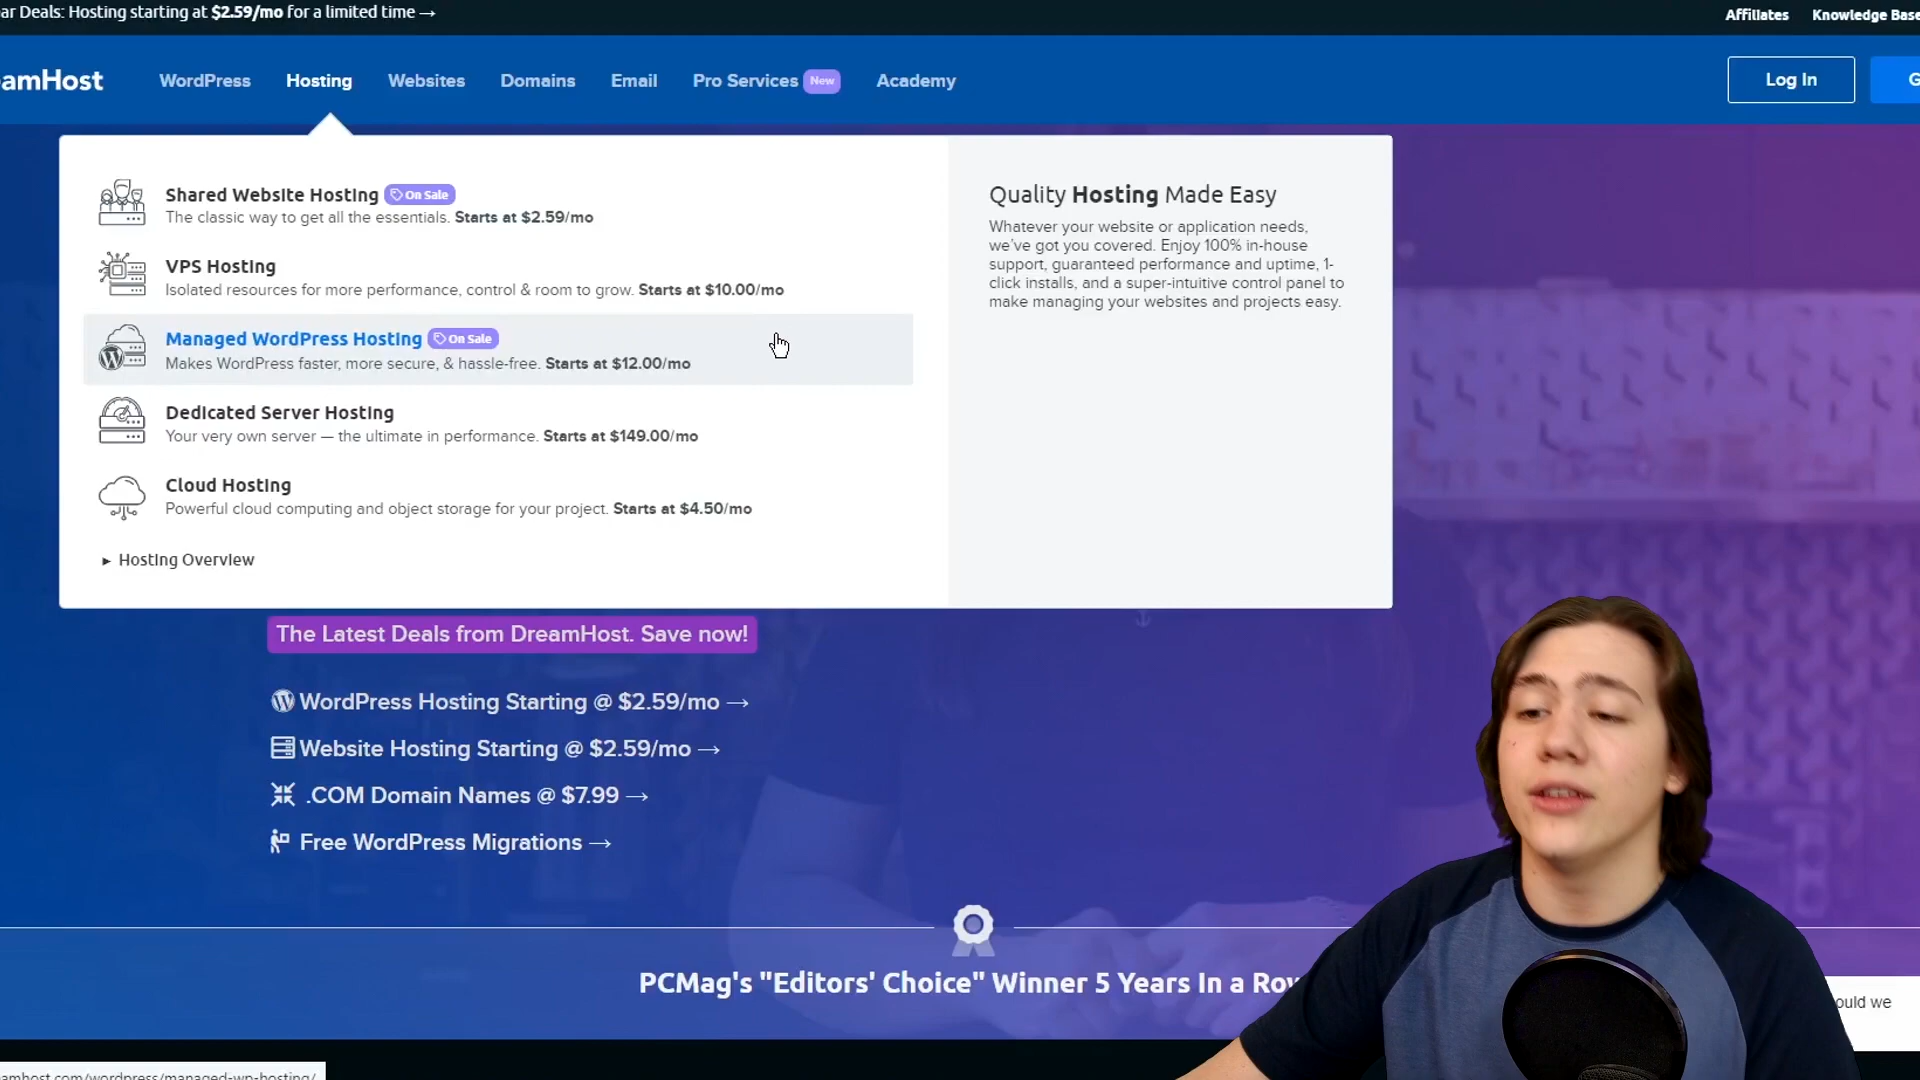 ar Deals: Hosting starting at $2.59/mo for a limited time →
Affiliates Knowledge Base
amHost WordPress Hosting Websites Domains Email Pro Services New Academy Log In G
Shared Website Hosting On Sale
The classic way to get all the essentials. Starts at $2.59/mo
VPS Hosting
Isolated resources for more performance, control & room to grow. Starts at $10.00/mo
Managed WordPress Hosting On Sale
Makes WordPress faster, more secure, & hassle-free. Starts at $12.00/mo
Dedicated Server Hosting
Your very own server — the ultimate in performance. Starts at $149.00/mo
Cloud Hosting
Powerful cloud computing and object storage for your project. Starts at $4.50/mo
▸ Hosting Overview
Quality Hosting Made Easy
Whatever your website or application needs,
we've got you covered. Enjoy 100% in-house
support, guaranteed performance and uptime, 1-
click installs, and a super-intuitive control panel to
make managing your websites and projects easy.
The Latest Deals from DreamHost. Save now!
WordPress Hosting Starting @ $2.59/mo →
Website Hosting Starting @ $2.59/mo →
.COM Domain Names @ $7.99 →
Free WordPress Migrations →
PCMag's "Editors' Choice" Winner 5 Years In a Row
ould we
amhost.com/wordpress/managed-wp-hosting/